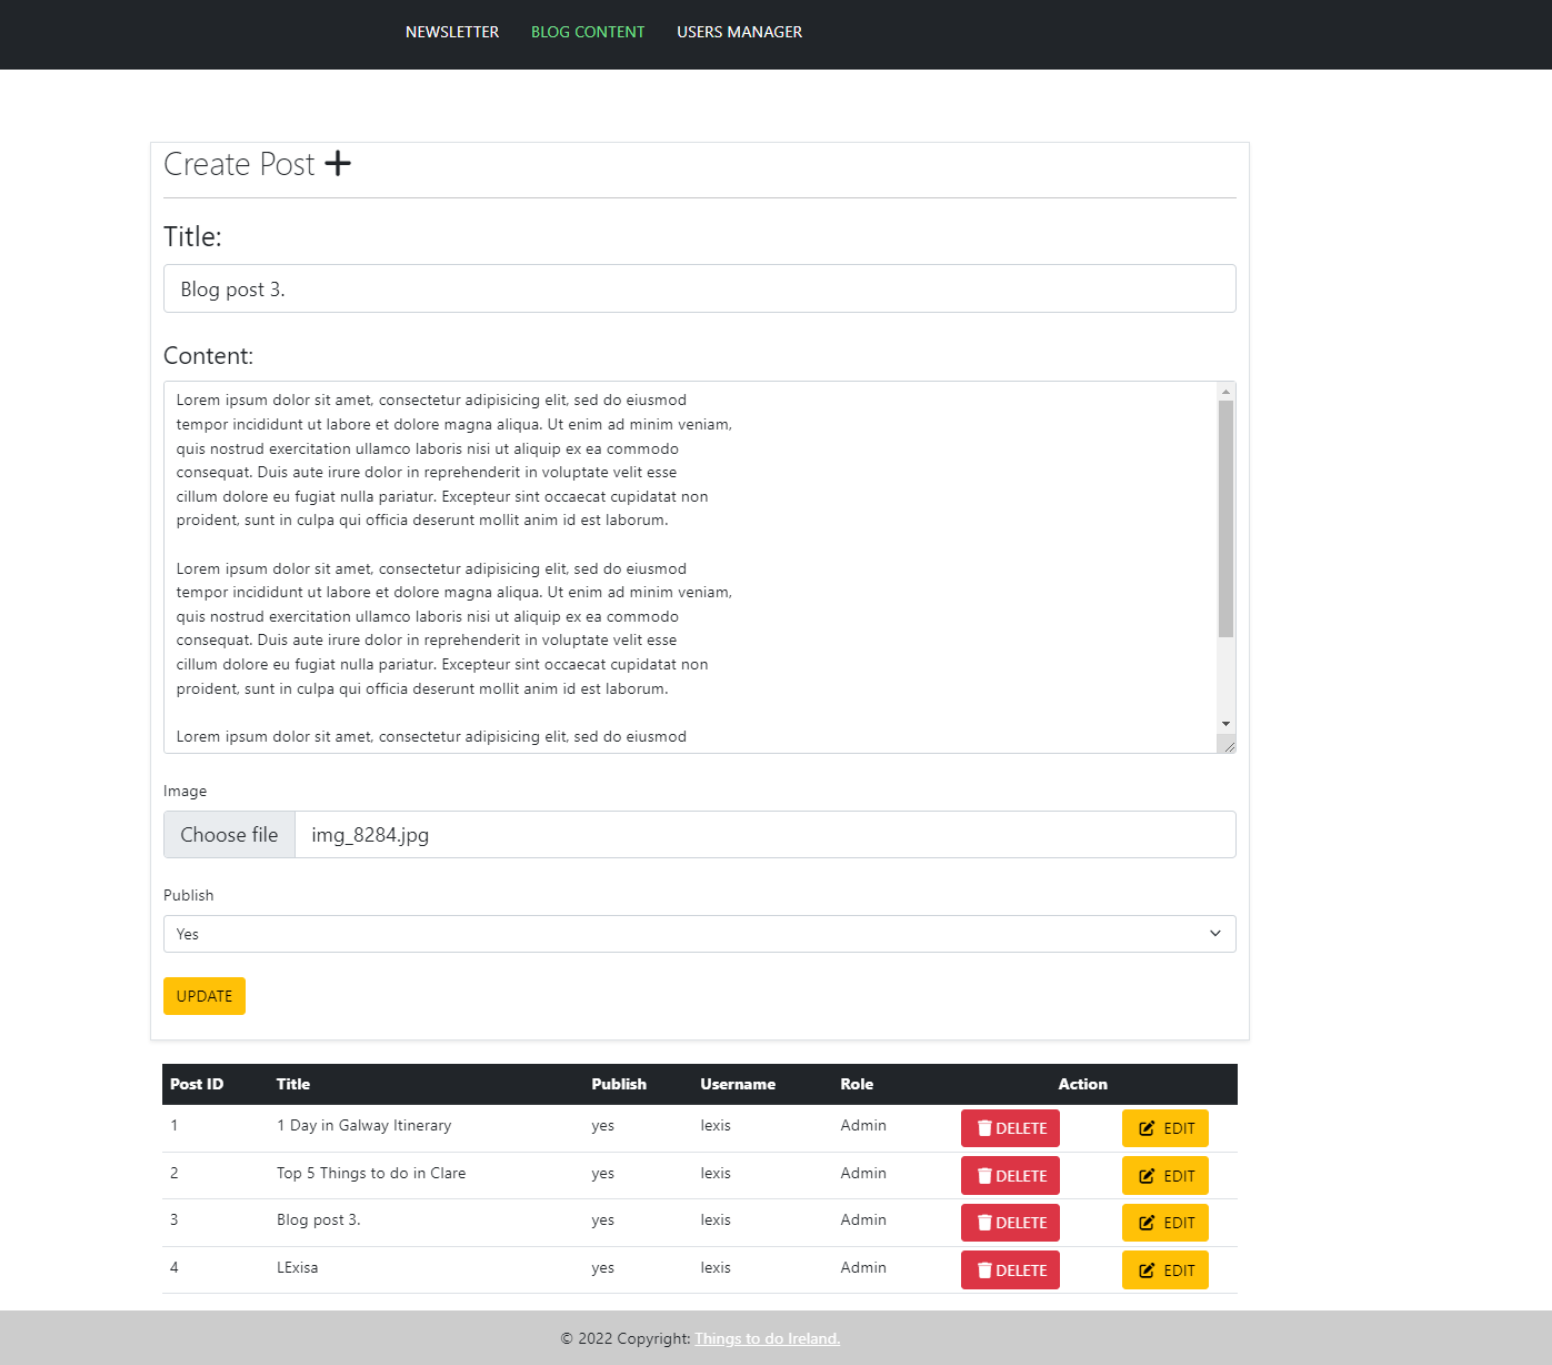 NEWSLETTER BLOG CONTENT USERS MANAGER
Create Post
Title:
Blog post 3.
Content:
Lorem ipsum dolor sit amet, consectetur adipisicing elit, sed do eiusmod
tempor incididunt ut labore et dolore magna aliqua. Ut enim ad minim veniam,
quis nostrud exercitation ullamco laboris nisi ut aliquip ex ea commodo
consequat. Duis aute irure dolor in reprehenderit in voluptate velit esse
cillum dolore eu fugiat nulla pariatur. Excepteur sint occaecat cupidatat non
proident, sunt in culpa qui officia deserunt mollit anim id est laborum.
Lorem ipsum dolor sit amet, consectetur adipisicing elit, sed do eiusmod
tempor incididunt ut labore et dolore magna aliqua. Ut enim ad minim veniam,
quis nostrud exercitation ullamco laboris nisi ut aliquip ex ea commodo
consequat. Duis aute irure dolor in reprehenderit in voluptate velit esse
cillum dolore eu fugiat nulla pariatur. Excepteur sint occaecat cupidatat non
proident, sunt in culpa qui officia deserunt mollit anim id est laborum.
Lorem ipsum dolor sit amet, consectetur adipisicing elit, sed do eiusmod
Image
Choose file img_8284.jpg
Publish
Yes
UPDATE
Post ID Title Publish Username Role Action
1 1 Day in Galway Itinerary yes lexis Admin DELETE EDIT
2 Top 5 Things to do in Clare yes lexis Admin DELETE EDIT
3 Blog post 3. yes lexis Admin DELETE EDIT
4 LExisa yes lexis Admin DELETE EDIT
© 2022 Copyright: Things to do Ireland.